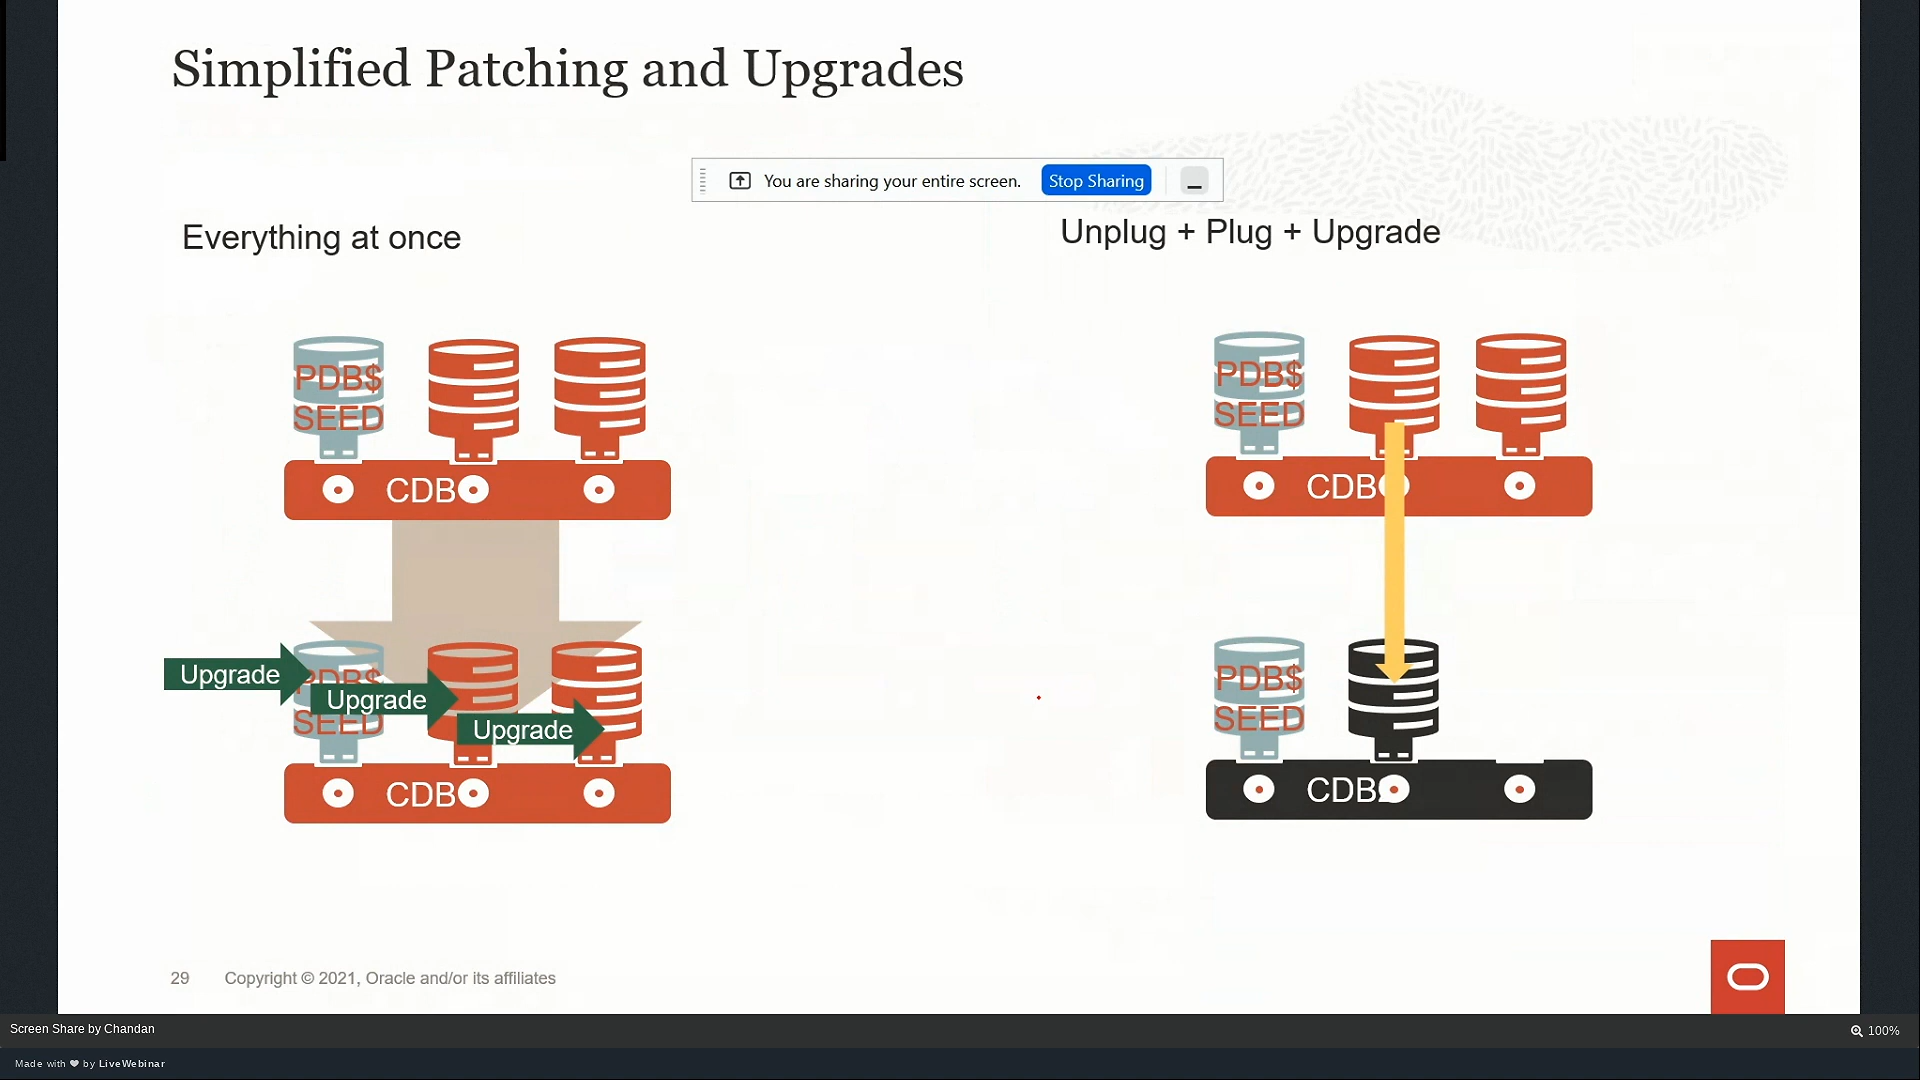 Simplified Patching and Upgrades
You are sharing your entire screen.
Stop Sharing
Everything at once
Unplug + Plug + Upgrade
PDB$
SEED
CDB
PDB$
SEED
CDB
Upgrade
Upgrade
Upgrade
PDB$
SEED
CDB
PDB$
SEED
CDB
29
Copyright © 2021, Oracle and/or its affiliates
Screen Share by Chandan
100%
Made with ❤ by LiveWebinar